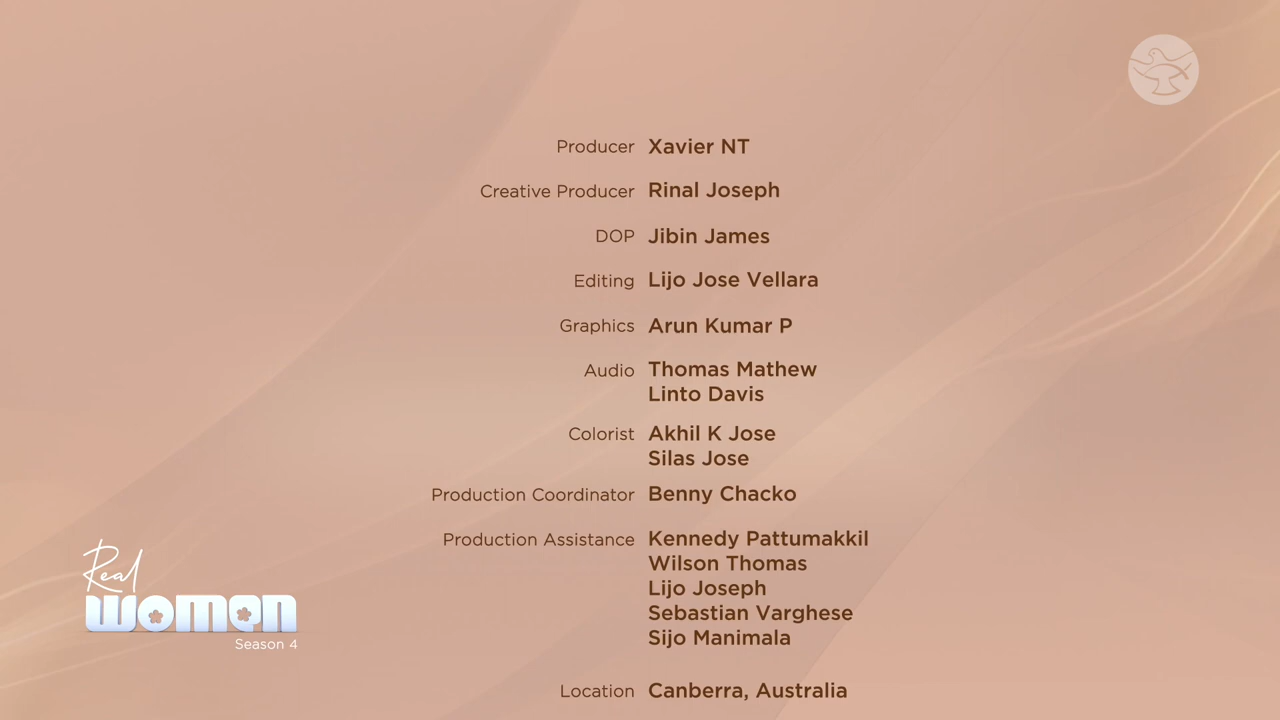 Producer Xavier NT
Creative Producer Rinal Joseph
DOP Jibin James
Editing Lijo Jose Vellara
Graphics Arun Kumar P
Audio Thomas Mathew
Linto Davis
Colorist Akhil K Jose
Silas Jose
Production Coordinator Benny Chacko
Production Assistance Kennedy Pattumakkil
Wilson Thomas
Lijo Joseph
Sebastian Varghese
Sijo Manimala
Location Canberra, Australia
Real
women
Season 4